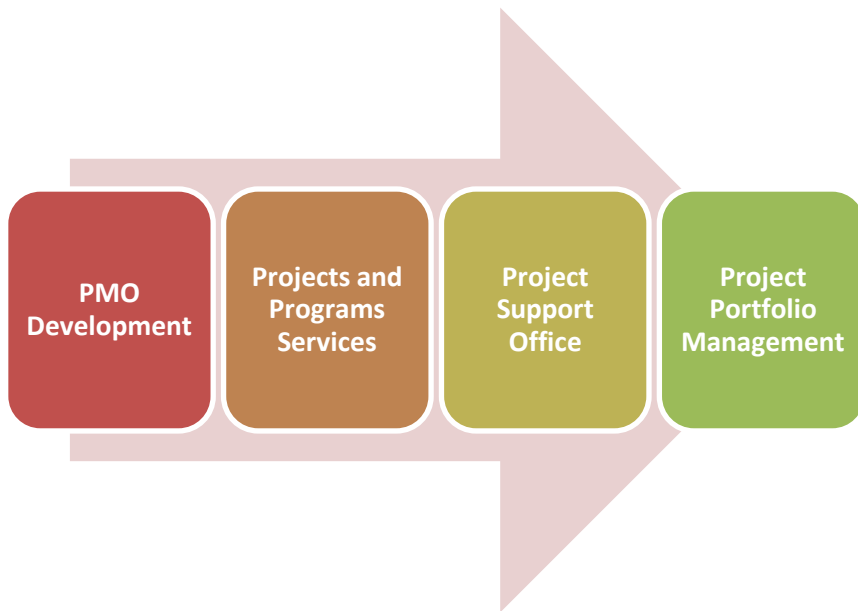 PMO
Development
Projects and
Programs
Services
Project
Support
Office
Project
Portfolio
Management